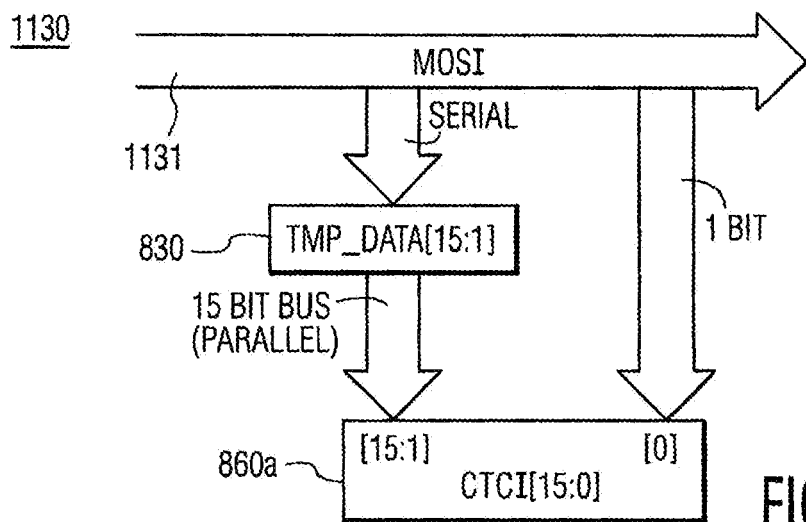 1130
MOSI
1131
SERIAL
830
TMP_DATA[15:1]
1 BIT
15 BIT BUS
(PARALLEL)
860a
[15:1] [0]
CTCI[15:0]
FIG